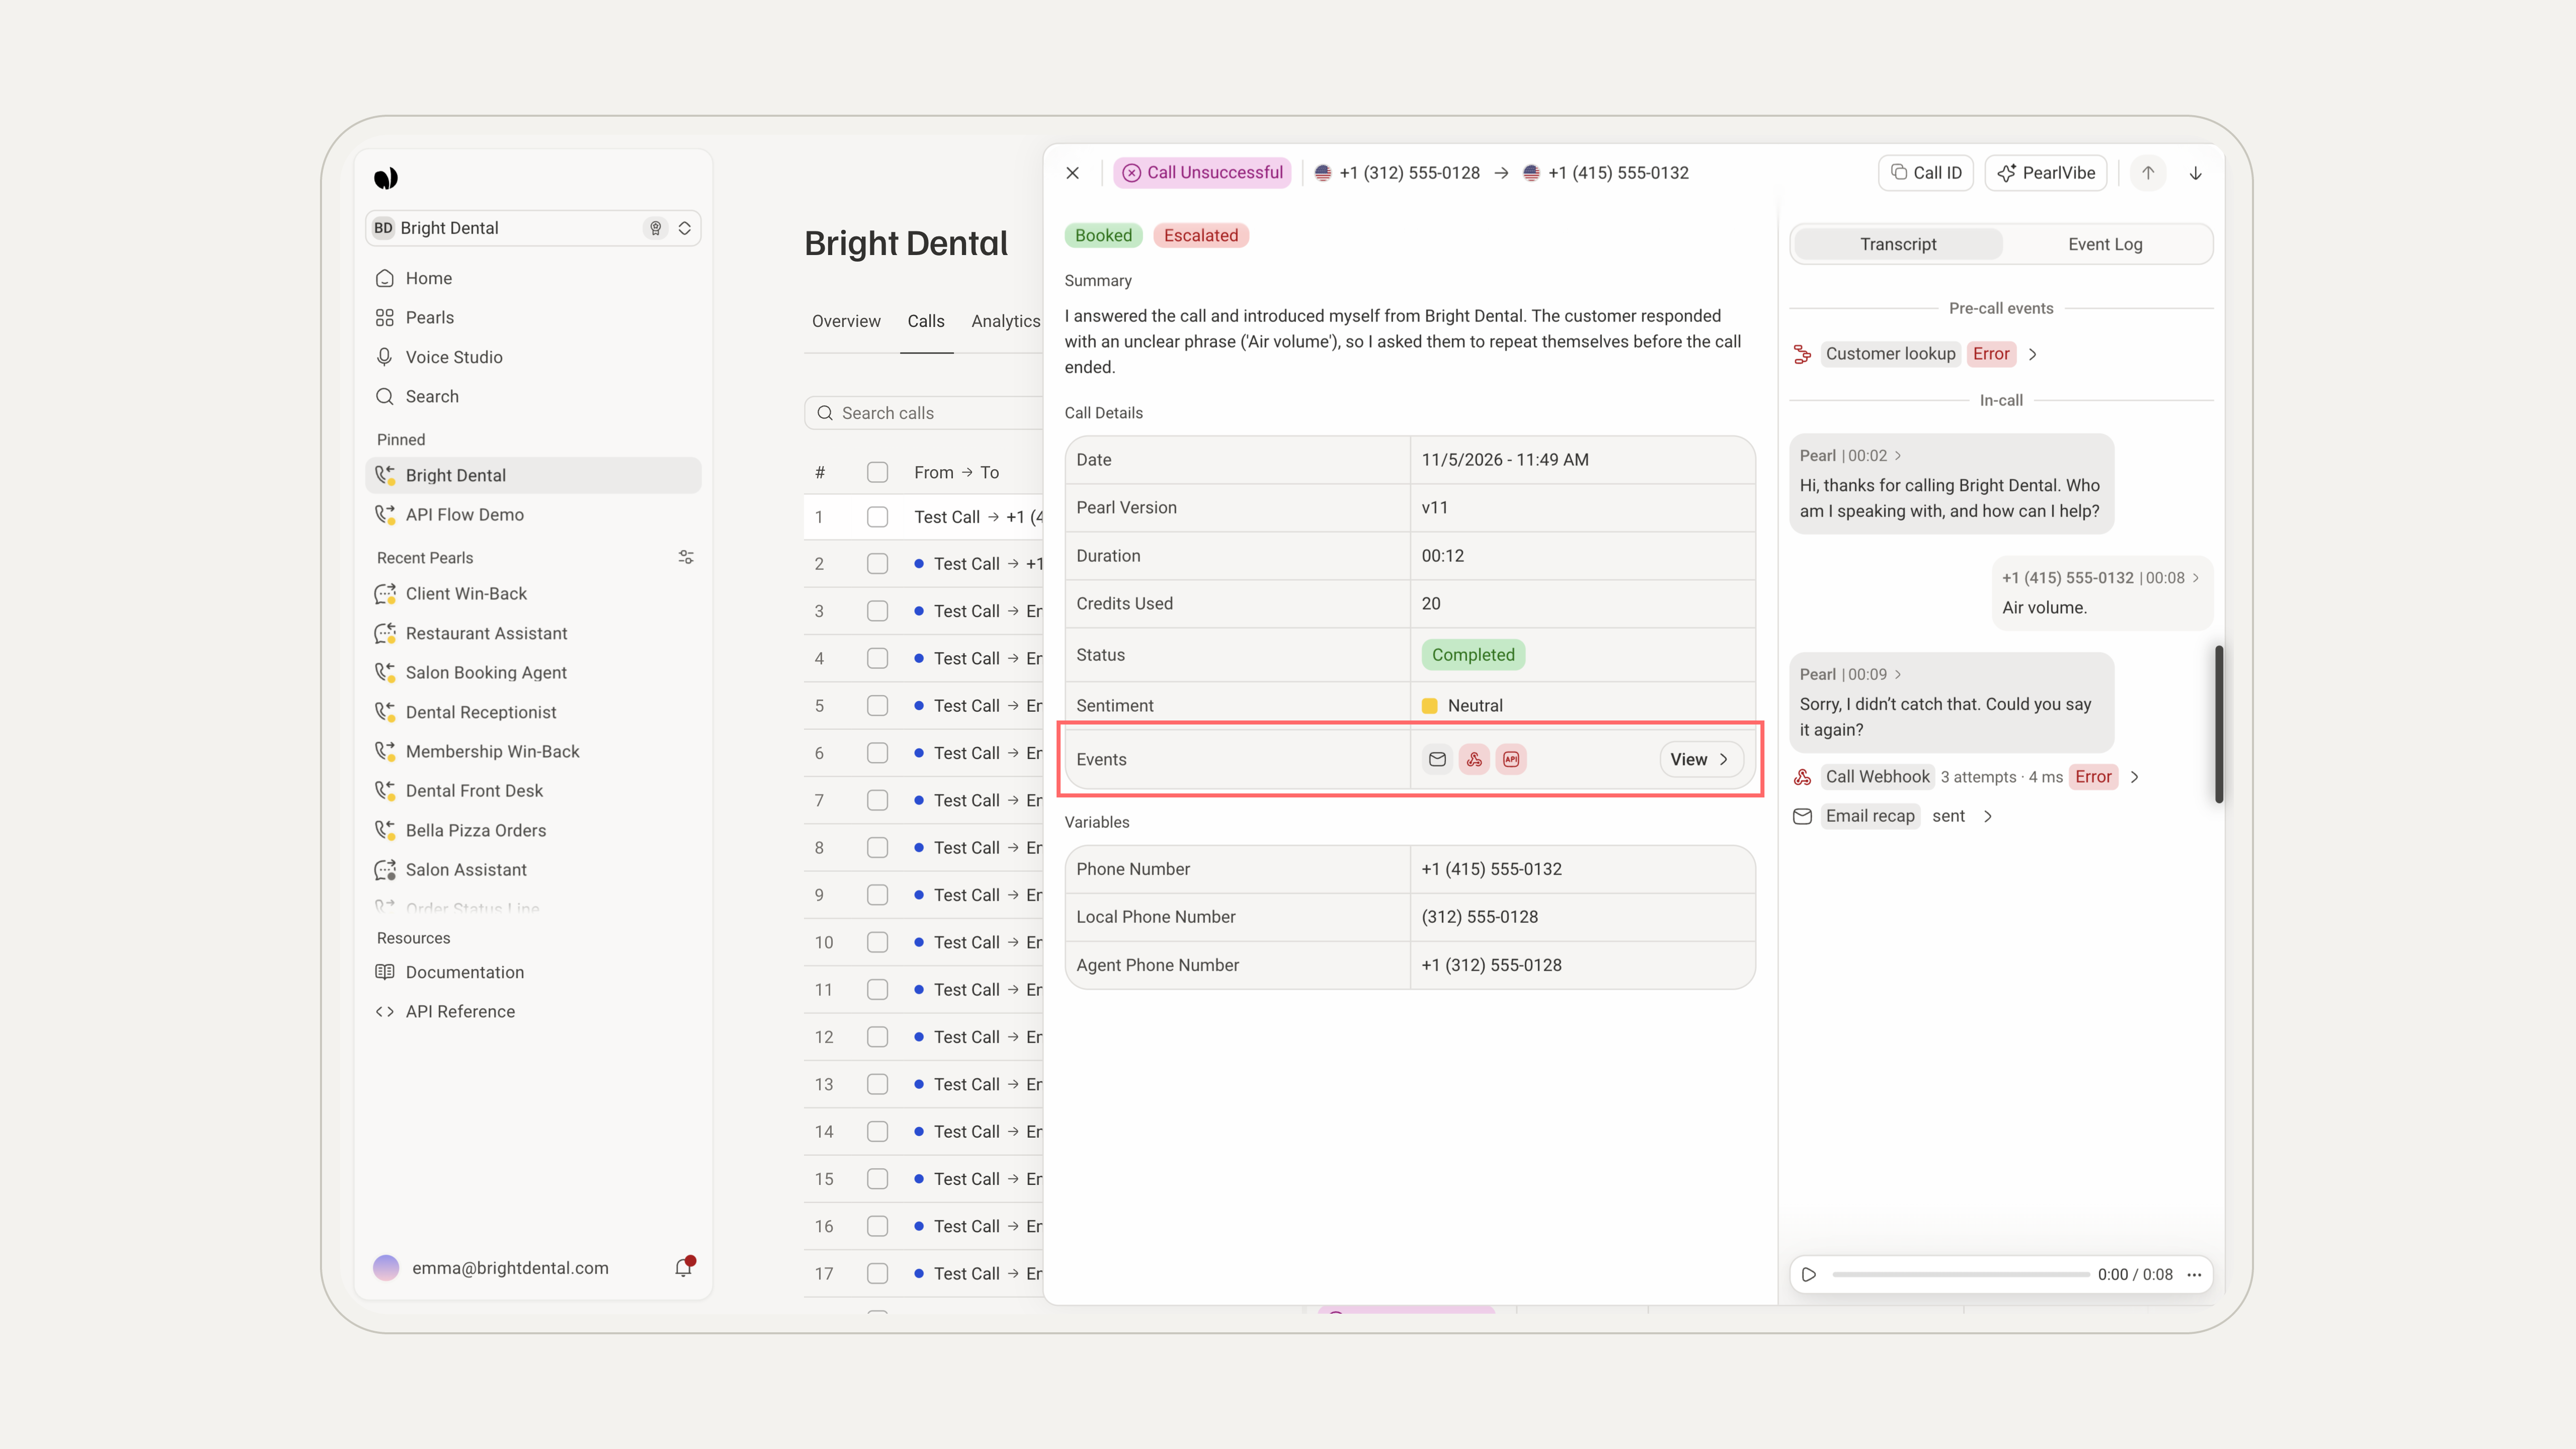 BD Bright Dental
Home
Pearls
Voice Studio
Search
Pinned
Bright Dental
API Flow Demo
Recent Pearls
Client Win-Back
Restaurant Assistant
Salon Booking Agent
Dental Receptionist
Membership Win-Back
Dental Front Desk
Bella Pizza Orders
Salon Assistant
Order Status Line
Resources
Documentation
API Reference
emma@brightdental.com
Bright Dental
Overview Calls Analytics
Search calls
# From → To
1 Test Call → +1 (4
2 Test Call → +1
3 Test Call → Er
4 Test Call → Er
5 Test Call → Er
6 Test Call → Er
7 Test Call → Er
8 Test Call → Er
9 Test Call → Er
10 Test Call → Er
11 Test Call → Er
12 Test Call → Er
13 Test Call → Er
14 Test Call → Er
15 Test Call → Er
16 Test Call → Er
17 Test Call → Er
Call Unsuccessful +1 (312) 555-0128 → +1 (415) 555-0132 Call ID PearlVibe
Booked Escalated
Summary
I answered the call and introduced myself from Bright Dental. The customer responded
with an unclear phrase ('Air volume'), so I asked them to repeat themselves before the call
ended.
Call Details
Date 11/5/2026 - 11:49 AM
Pearl Version v11
Duration 00:12
Credits Used 20
Status Completed
Sentiment Neutral
Events API View
Variables
Phone Number +1 (415) 555-0132
Local Phone Number (312) 555-0128
Agent Phone Number +1 (312) 555-0128
Transcript Event Log
Pre-call events
Customer lookup Error
In-call
Pearl | 00:02
Hi, thanks for calling Bright Dental. Who
am I speaking with, and how can I help?
+1 (415) 555-0132 | 00:08
Air volume.
Pearl | 00:09
Sorry, I didn’t catch that. Could you say
it again?
Call Webhook 3 attempts · 4 ms Error
Email recap sent
0:00 / 0:08